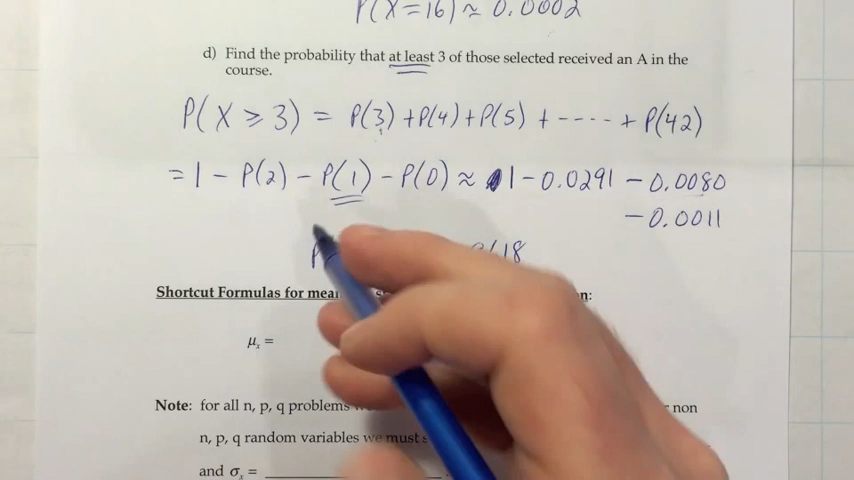 P(X=16) ≈ 0.0002
d) Find the probability that at least 3 of those selected received an A in the
course.
P(X ≥ 3) = P(3) + P(4) + P(5) + ---- + P(42)
= 1 - P(2) - P(1) - P(0) ≈ 1 - 0.0291 - 0.0080
- 0.0011
Shortcut Formulas for
μx =
Note: for all n, p, q problems non
n, p, q random variables we must
and σx =